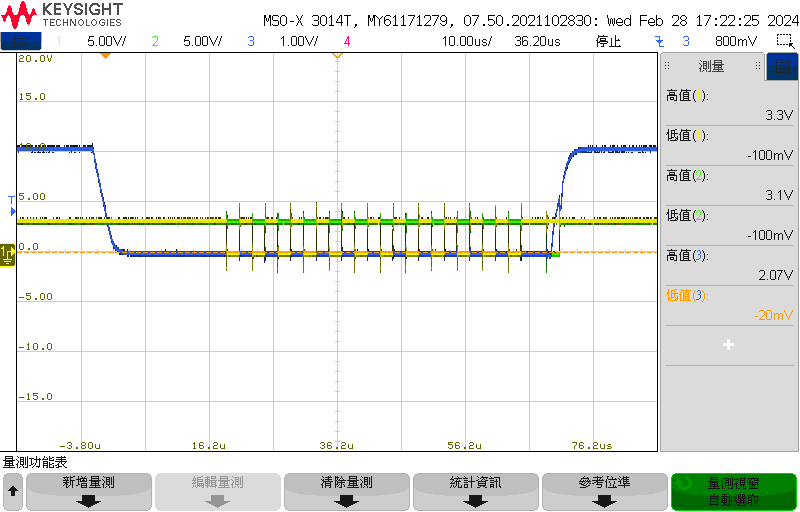 KEYSIGHT
TECHNOLOGIES
MSO-X 3014T, MY61171279, 07.50.2021102830: Wed Feb 28 17:22:25 2024
1 5.00V/ 2 5.00V/ 3 1.00V/ 4 10.00us/ 36.20us 停止 3 800mV
20.0V
15.0
10.0
5.00
0.0
-5.00
-10.0
-15.0
-3.80u 16.2u 36.2u 56.2u 76.2us
T
測量
高值(1):
3.3V
低值(1):
-100mV
高值(2):
3.1V
低值(2):
-100mV
高值(3):
2.07V
低值(3):
-20mV
量測功能表
新增量測
編輯量測
清除量測
統計資訊
參考位準
量測視窗
自動選取